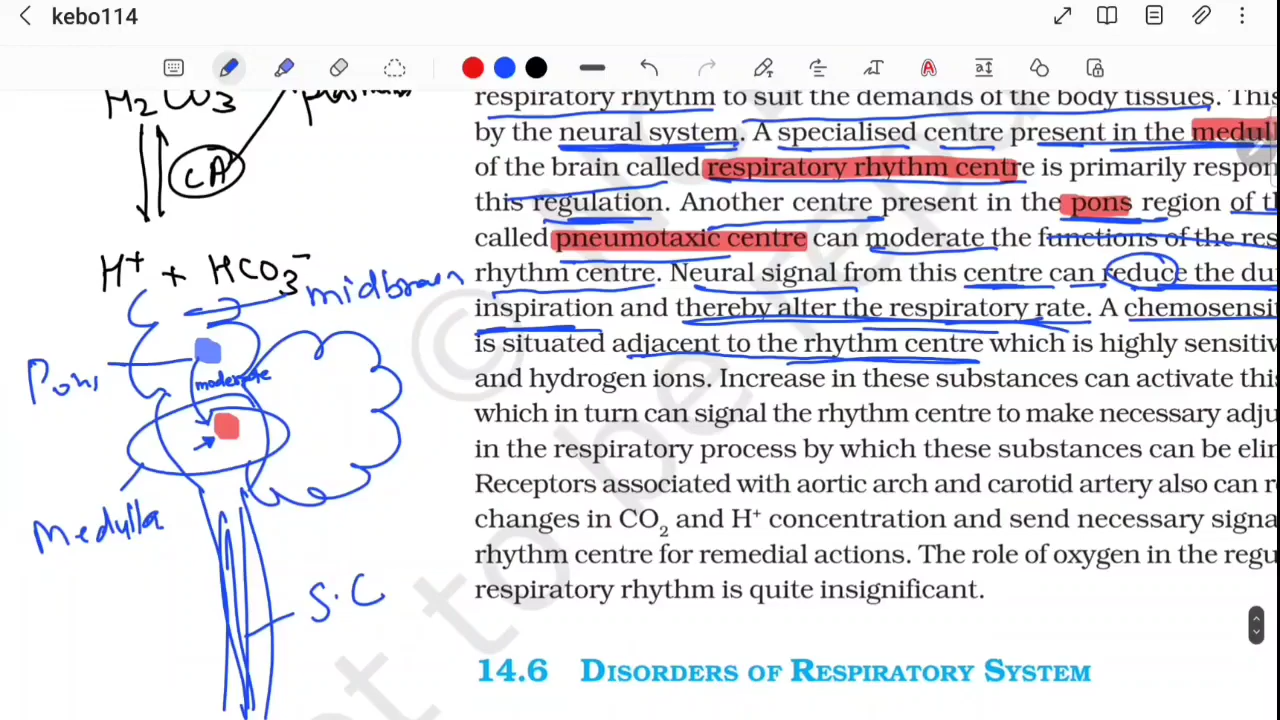 kebo114
H₂CO₃
CA
H⁺ + HCO₃⁻
midbrain
Pons
moderate
Medulla
S.C
respiratory rhythm to suit the demands of the body tissues. This
by the neural system. A specialised centre present in the medul
of the brain called respiratory rhythm centre is primarily respon
this regulation. Another centre present in the pons region of t
called pneumotaxic centre can moderate the functions of the res
rhythm centre. Neural signal from this centre can reduce the du
inspiration and thereby alter the respiratory rate. A chemosensit
is situated adjacent to the rhythm centre which is highly sensitiv
and hydrogen ions. Increase in these substances can activate this
which in turn can signal the rhythm centre to make necessary adju
in the respiratory process by which these substances can be elim
Receptors associated with aortic arch and carotid artery also can r
changes in CO₂ and H⁺ concentration and send necessary signa
rhythm centre for remedial actions. The role of oxygen in the regu
respiratory rhythm is quite insignificant.
14.6 DISORDERS OF RESPIRATORY SYSTEM